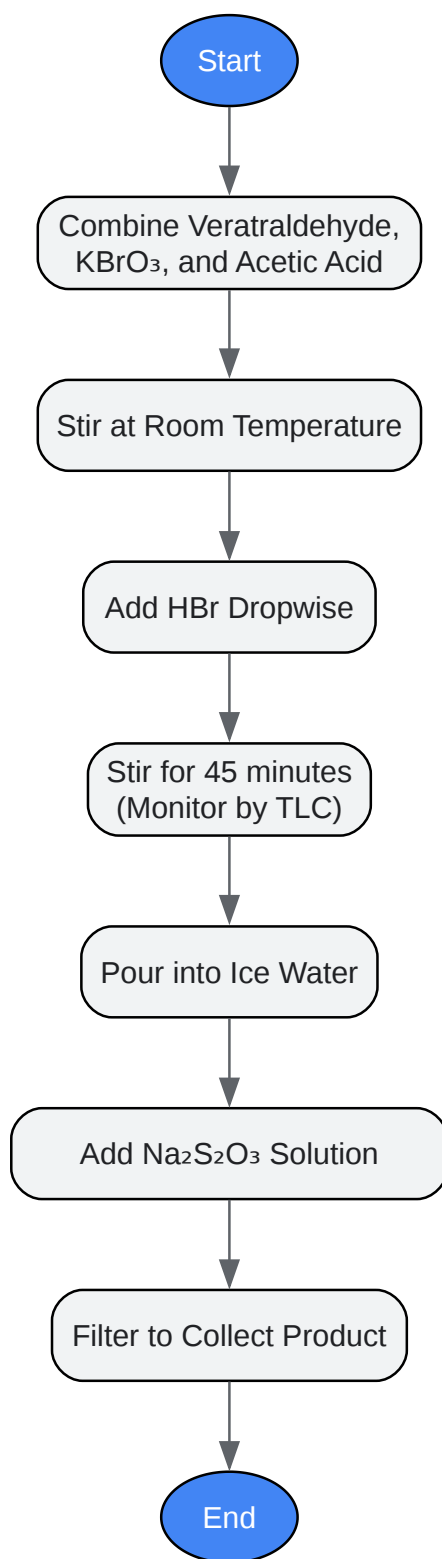 Start
Combine Veratraldehyde,
KBrO₃, and Acetic Acid
Stir at Room Temperature
Add HBr Dropwise
Stir for 45 minutes
(Monitor by TLC)
Pour into Ice Water
Add Na₂S₂O₃ Solution
Filter to Collect Product
End